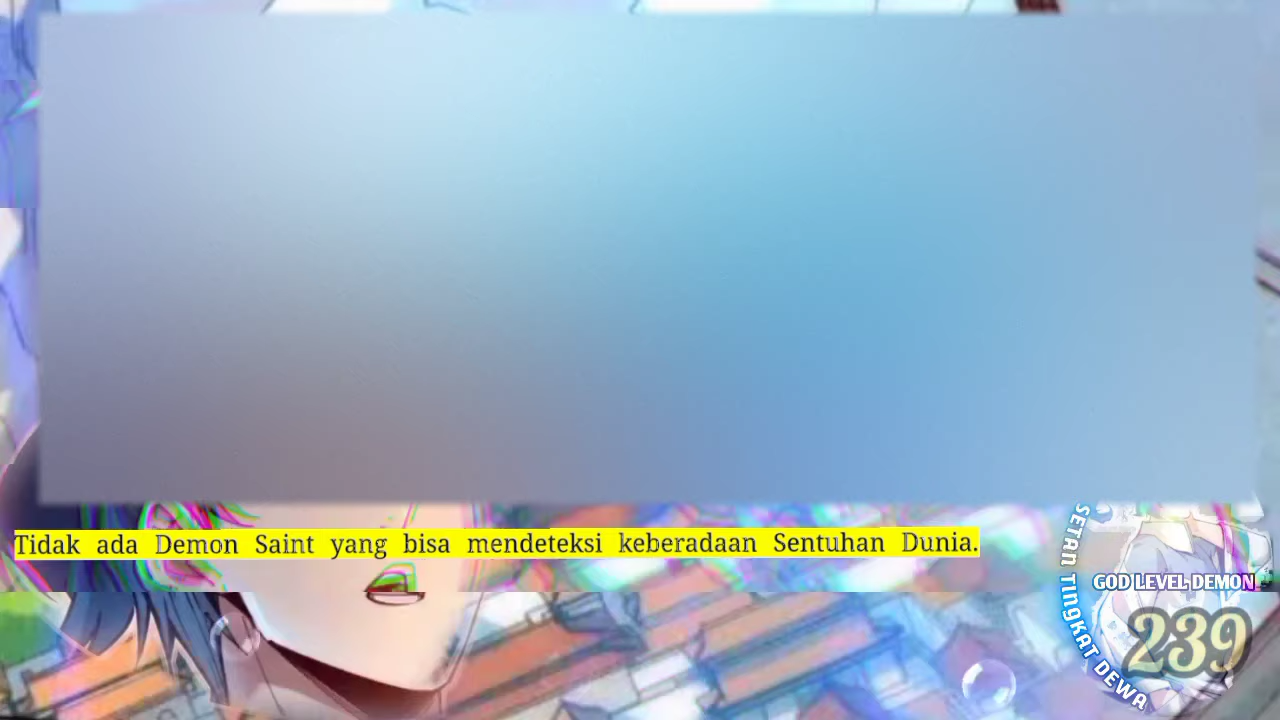 Tidak ada Demon Saint yang bisa mendeteksi keberadaan Sentuhan Dunia.
SETAN TINGKAT DEWA
GOD LEVEL DEMON
239